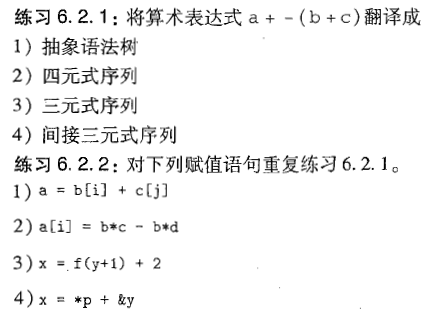 练习6.2.1：将算术表达式 a + -(b + c)翻译成
1）抽象语法树
2）四元式序列
3）三元式序列
4）间接三元式序列
练习6.2.2：对下列赋值语句重复练习6.2.1。
1) a = b[i] + c[j]
2) a[i] = b*c - b*d
3) x = f(y+1) + 2
4) x = *p + &y